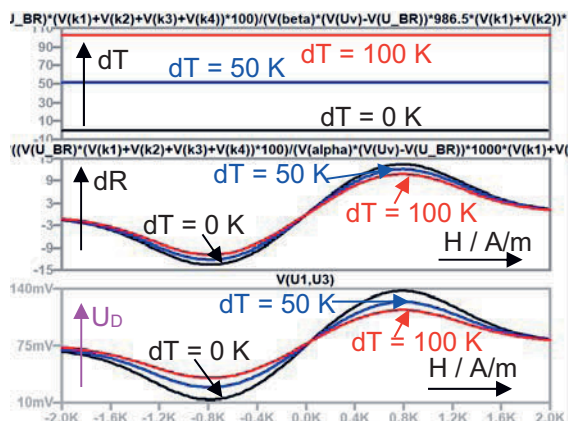 J_BR)*(V(k1)+V(k2)+V(k3)+V(k4))*100)/(V(beta)*(V(Uv)-V(U_BR))*986.5*(V(k1)+V(k2))*
110
90
70
50
30
10
-10
dT
dT = 100 K
dT = 50 K
dT = 0 K
((V(U_BR)*(V(k1)+V(k2)+V(k3)+V(k4))*100)/(V(alpha)*(V(Uv)-V(U_BR))*1000*(V(k1)+V(
15
9
3
-3
-9
-15
dR
dT = 50 K
dT = 0 K
dT = 100 K
H / A/m
V(U1,U3)
140mV
75mV
10mV
U_D
dT = 50 K
dT = 0 K
dT = 100 K
H / A/m
-2.0K -1.6K -1.2K -0.8K -0.4K 0.0K 0.4K 0.8K 1.2K 1.6K 2.0K